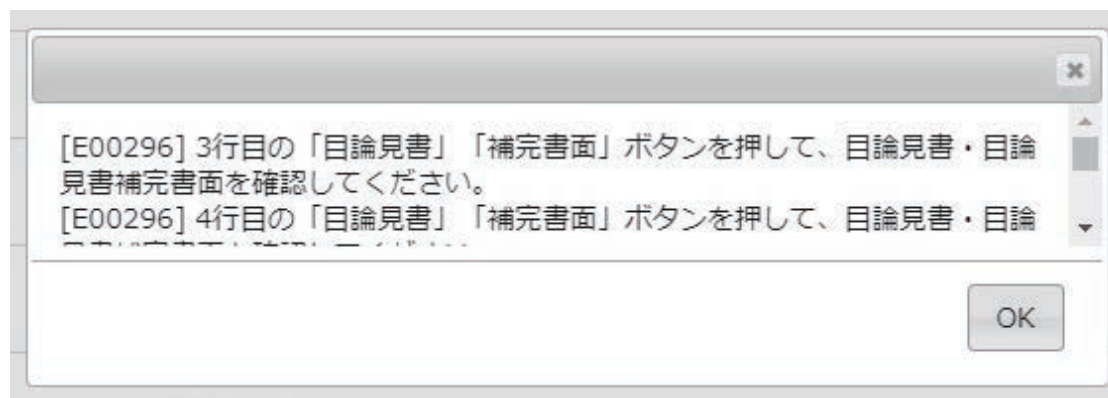 [E00296] 3行目の「目論見書」「補完書面」ボタンを押して、目論見書・目論
見書補完書面を確認してください。
[E00296] 4行目の「目論見書」「補完書面」ボタンを押して、目論見書・目論
OK